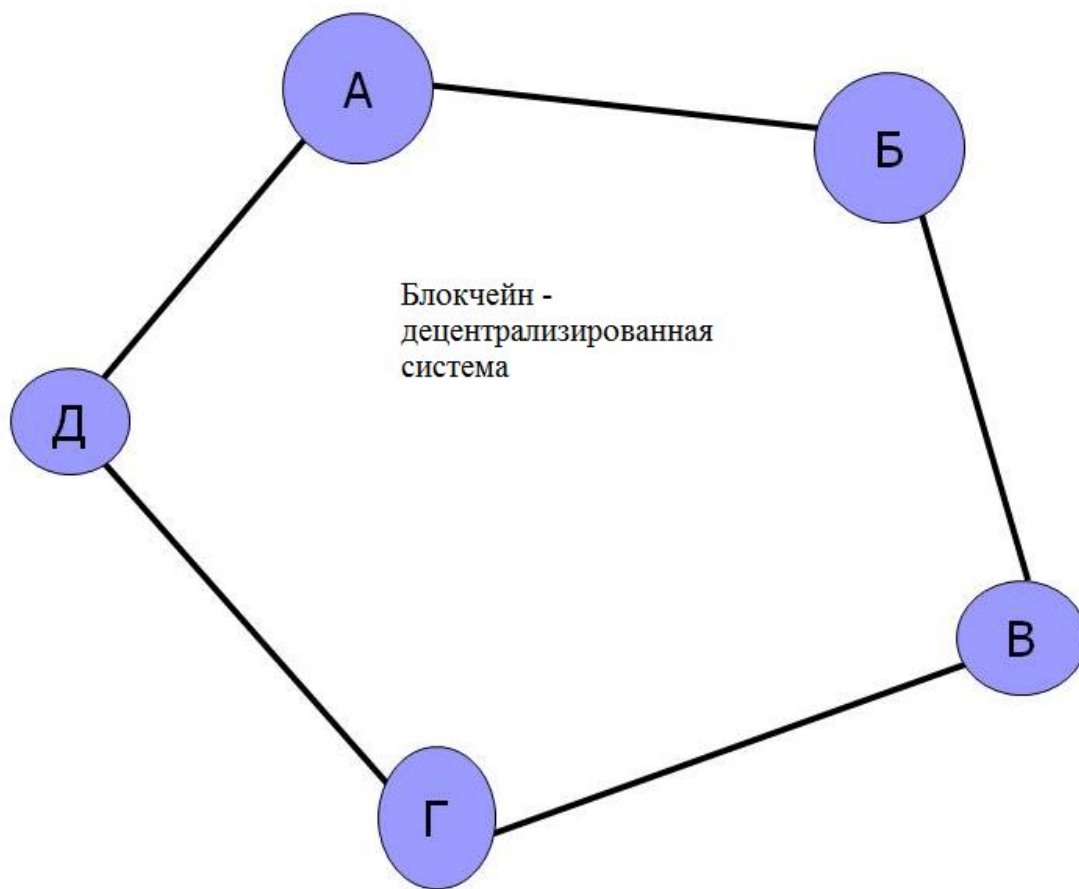 А
Б
Блокчейн -
децентрализированная
система
Д
В
Г